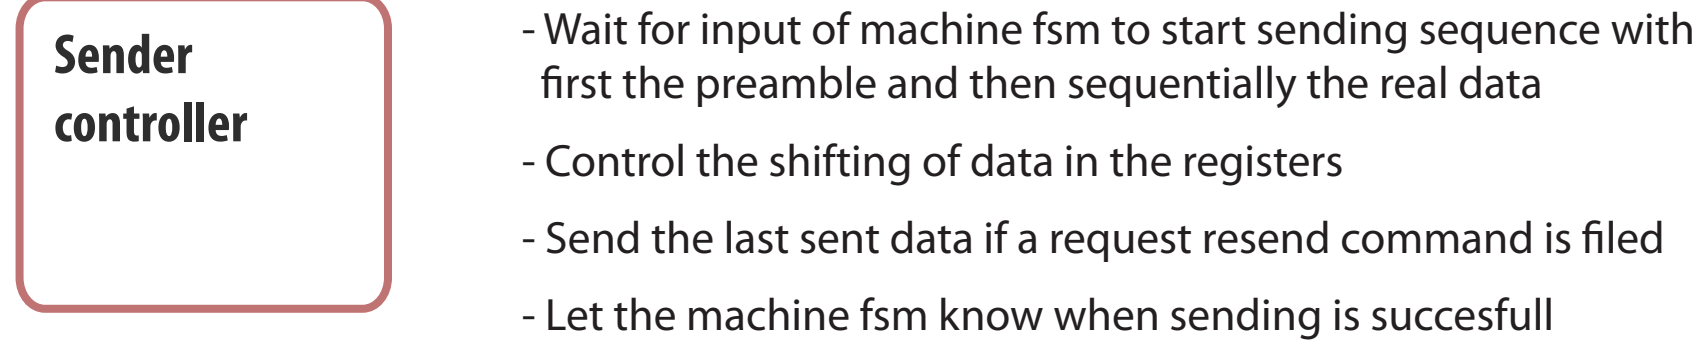 Sender
controller
- Wait for input of machine fsm to start sending sequence with
first the preamble and then sequentially the real data
- Control the shifting of data in the registers
- Send the last sent data if a request resend command is filed
- Let the machine fsm know when sending is succesfull